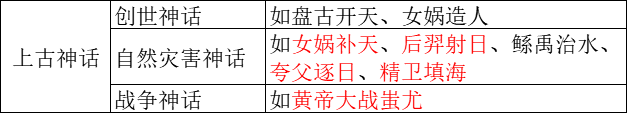 上古神话
创世神话
如盘古开天、女娲造人
自然灾害神话
如女娲补天、后羿射日、鲧禹治水、
夸父逐日、精卫填海
战争神话
如黄帝大战蚩尤